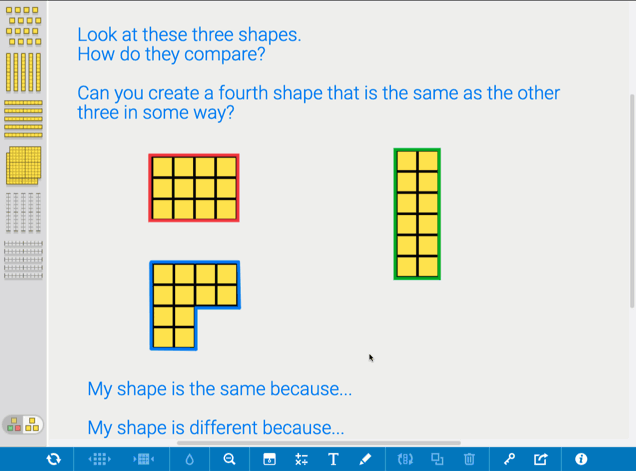 Look at these three shapes.
How do they compare?
Can you create a fourth shape that is the same as the other
three in some way?
My shape is the same because...
My shape is different because...